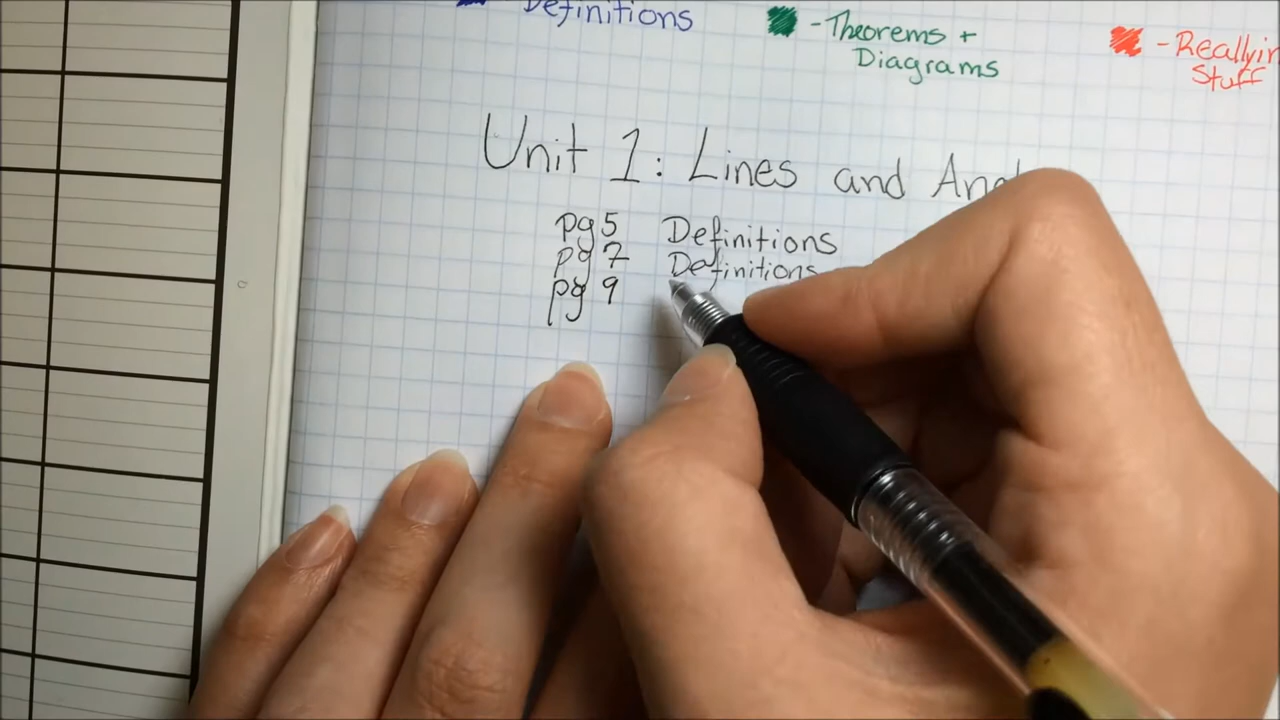 Definitions
-Theorems +
Diagrams
-Really
Stuff
Unit 1: Lines and
pg 5 Definitions
pg 7 Definitions
pg 9